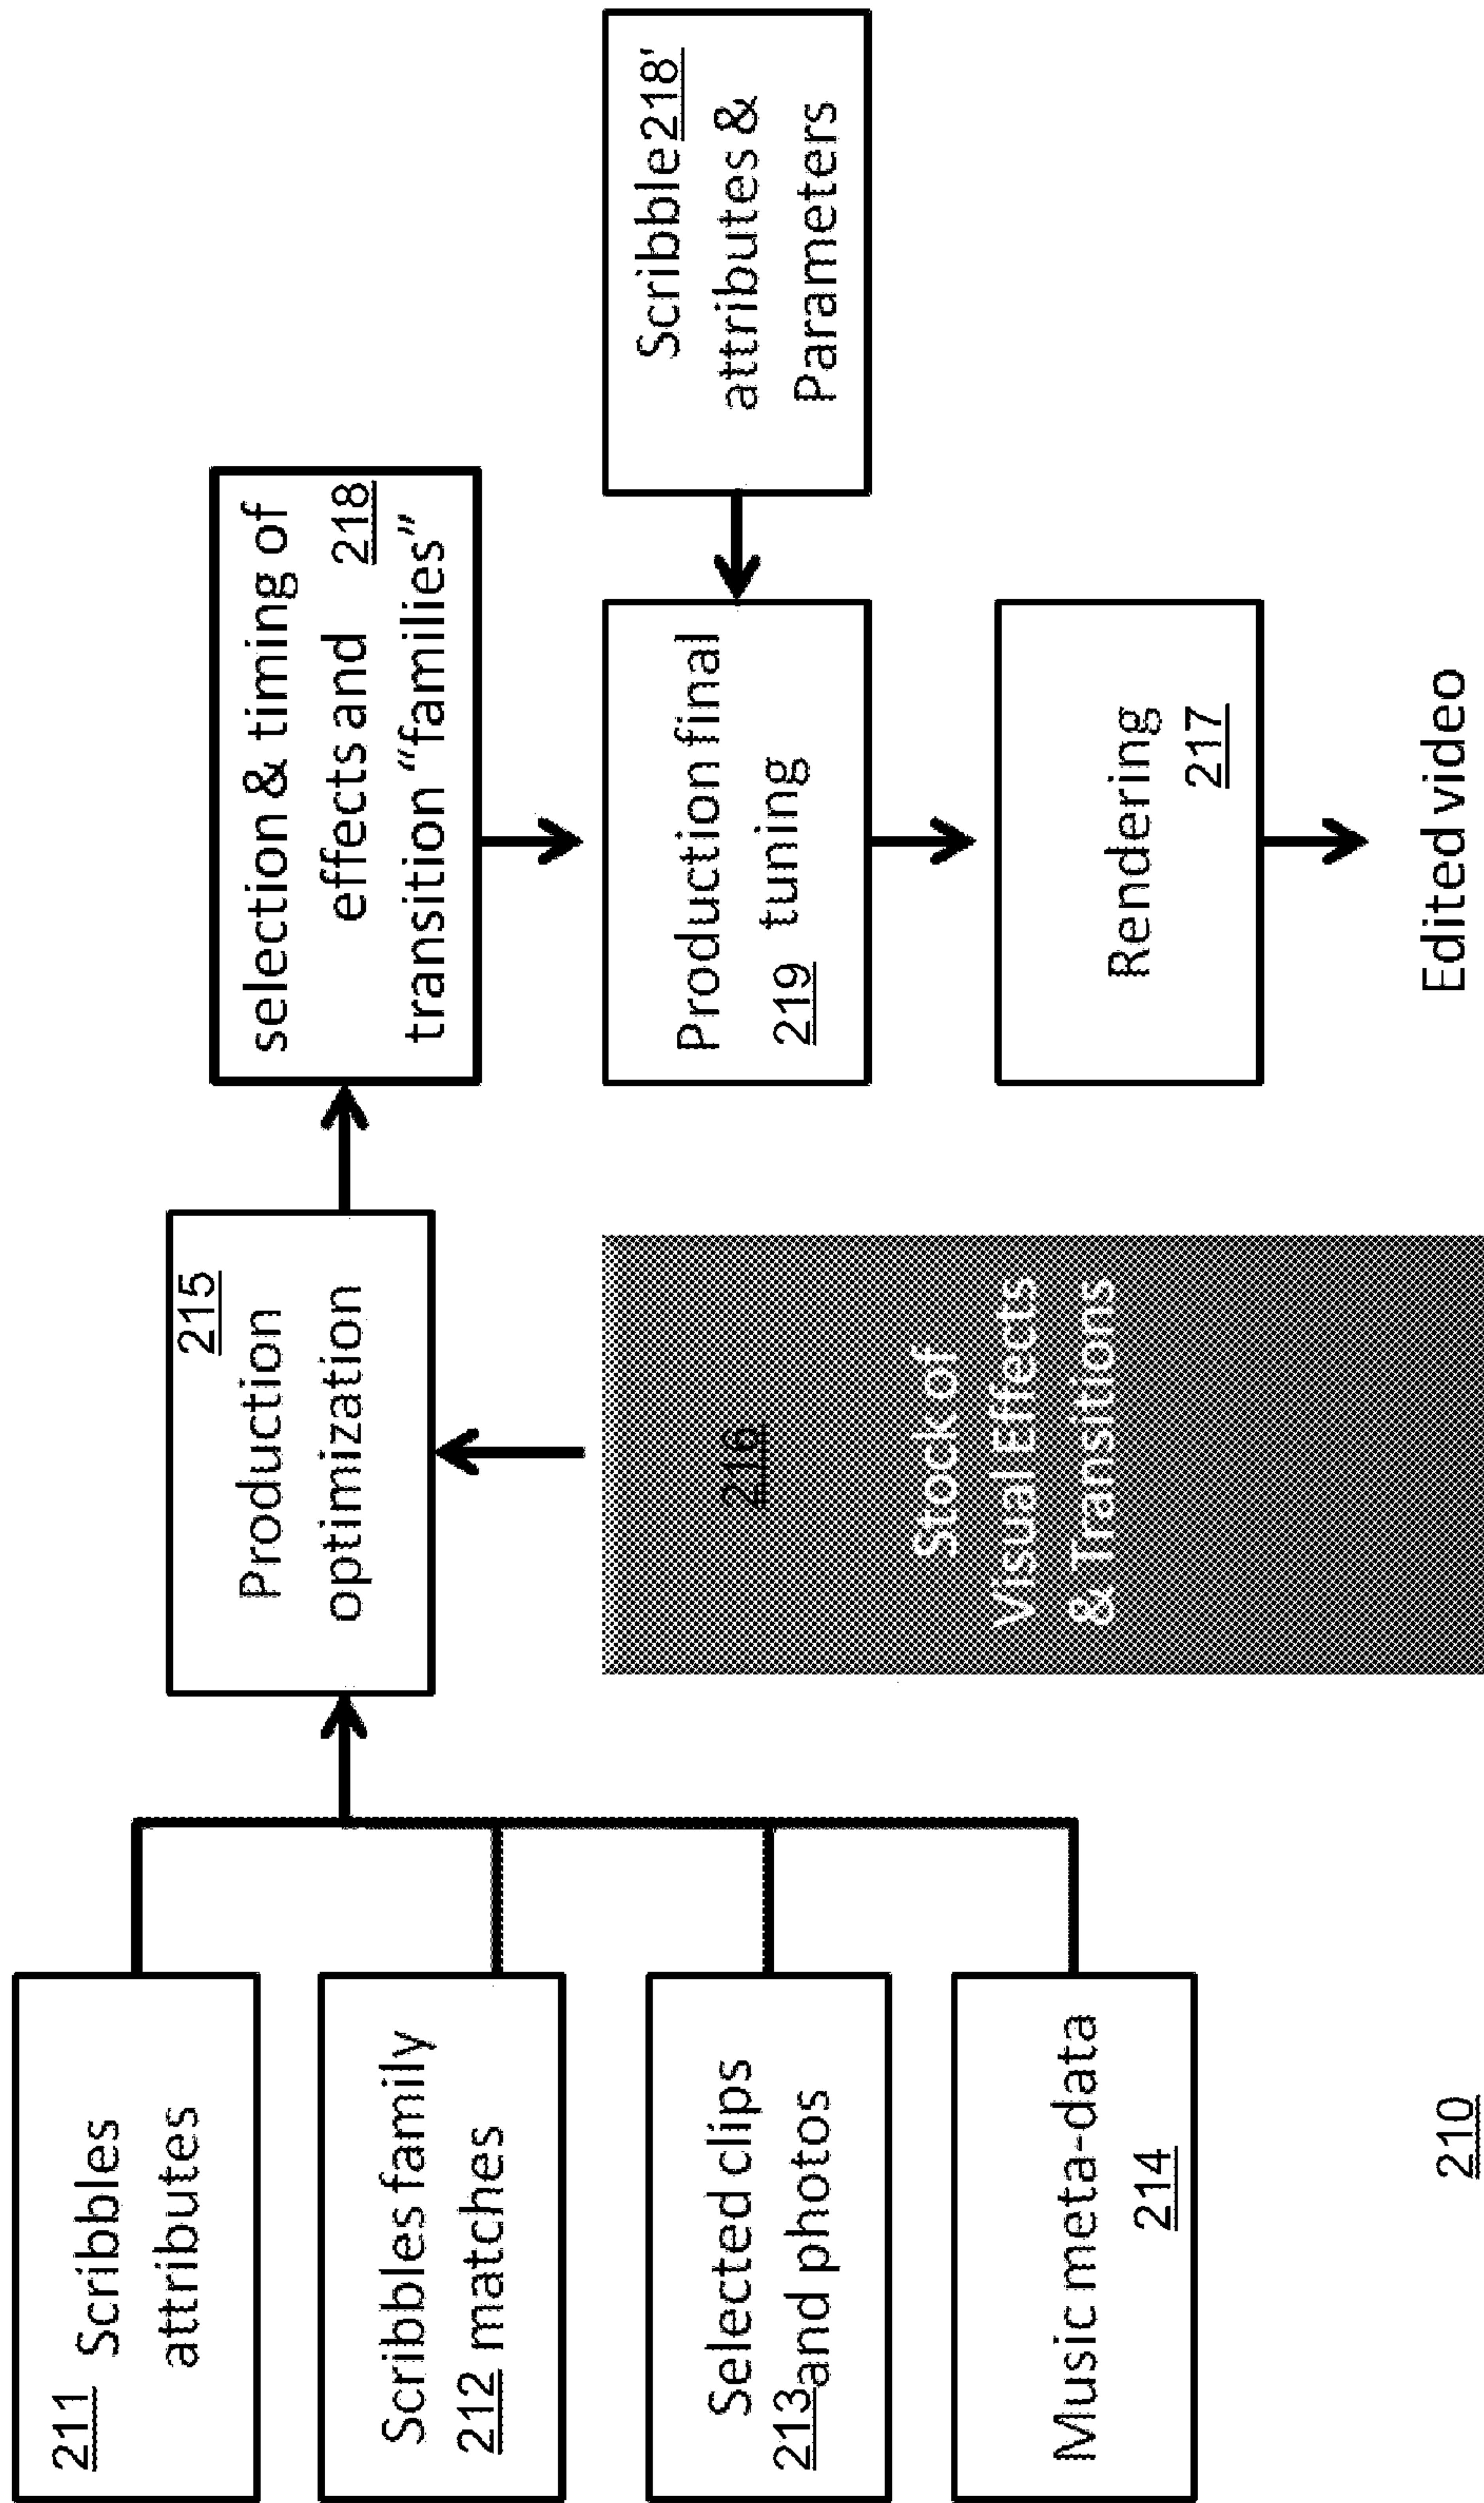 211 Scribbles
attributes
Scribbles family
212 matches
Selected clips
213 and photos
Music meta-data
214
215
Production
optimization
216
Stock of
Visual Effects
& Transitions
selection & timing of
effects and 218
transition “families”
Scribble 218'
attributes &
Parameters
Production final
219 tuning
Rendering
217
Edited video
210